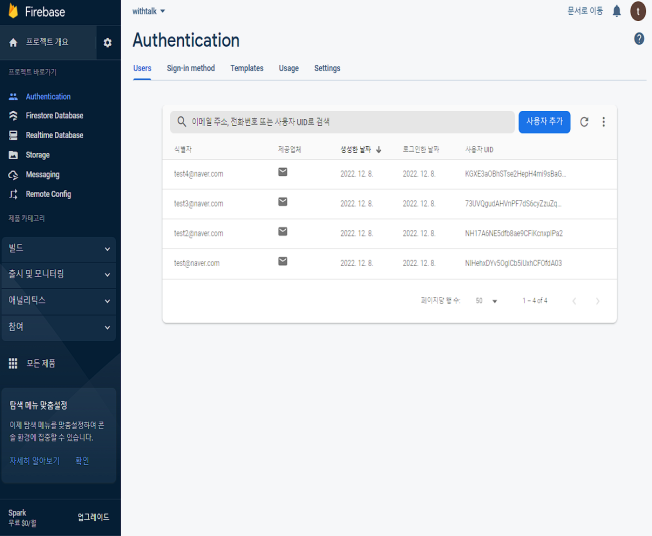 Firebase
프로젝트 개요
프로젝트 바로가기
Authentication
Firestore Database
Realtime Database
Storage
Messaging
Remote Config
제품 카테고리
빌드
출시 및 모니터링
애널리틱스
참여
모든 제품
탐색 메뉴 맞춤설정
이제 탐색 메뉴를 맞춤설정하여 콘
솔 환경에 집중할 수 있습니다.
자세히 알아보기 확인
Spark
무료 $0/월
업그레이드
withtalk
문서로 이동
t
Authentication
Users Sign-in method Templates Usage Settings
이메일 주소, 전화번호 또는 사용자 UID로 검색
사용자 추가
식별자 제공업체 생성한 날짜 로그인한 날짜 사용자 UID
test4@naver.com 2022. 12. 8. 2022. 12. 8.
test3@naver.com 2022. 12. 8. 2022. 12. 8.
test2@naver.com 2022. 12. 8. 2022. 12. 8.
test@naver.com 2022. 12. 8. 2022. 12. 8.
페이지당 행 수: 50 1 – 4 of 4